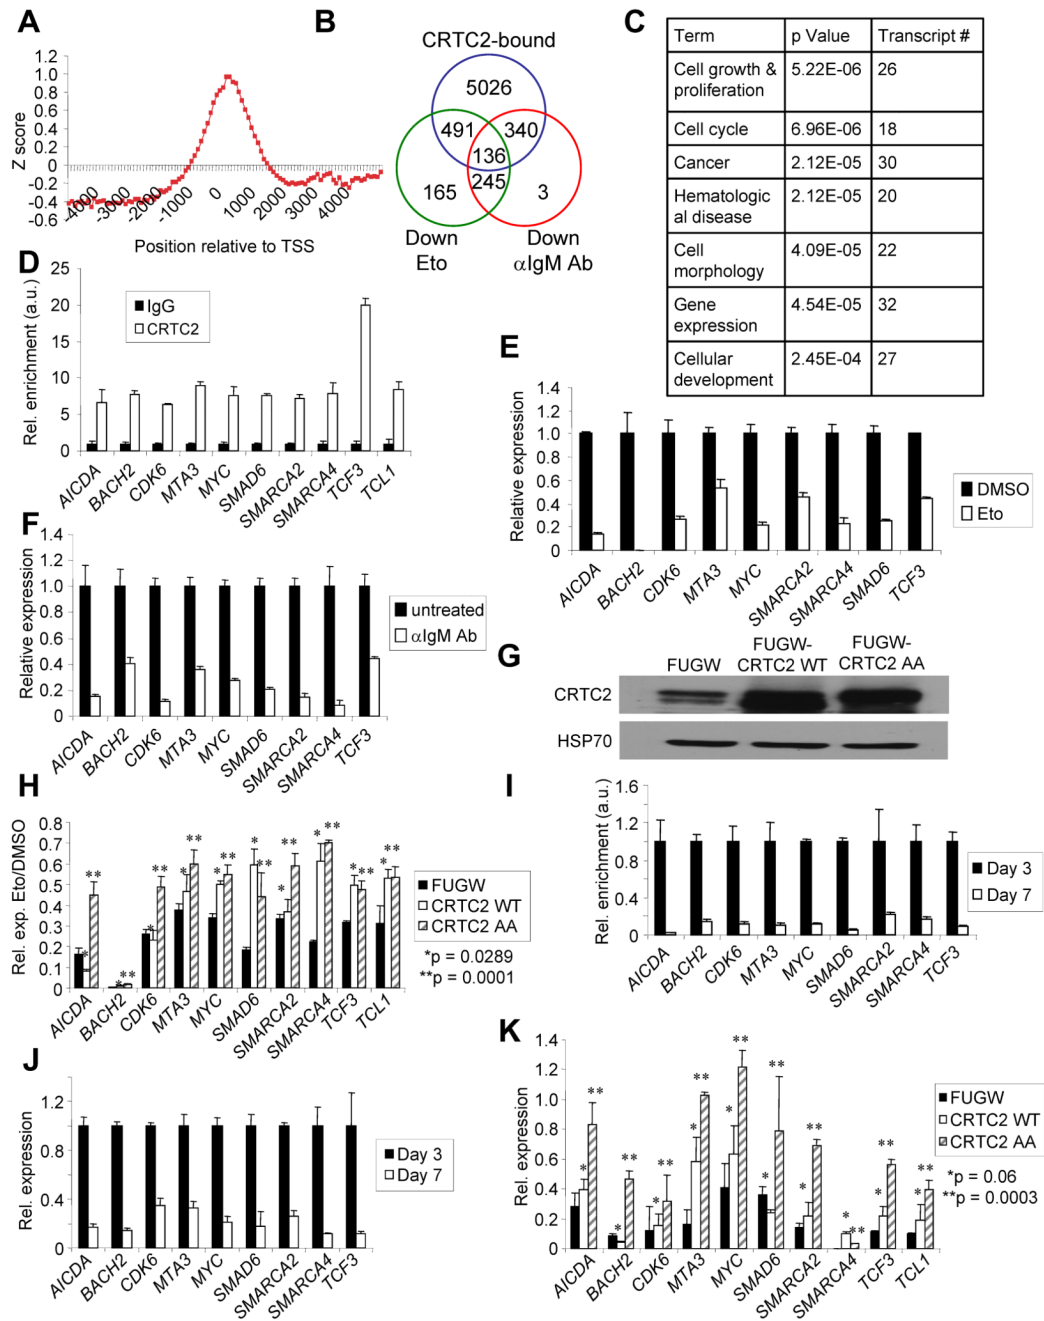 A
Z score
1.2
1.0
0.8
0.6
0.4
0.2
0
-0.2
-0.4
-0.6
-4000
-3000
-2000
-1000
0
1000
2000
3000
4000
Position relative to TSS
B
CRTC2-bound
5026
491
340
136
245
165
3
Down
Eto
Down
αIgM Ab
C
Term
p Value
Transcript #
Cell growth &
proliferation
5.22E-06
26
Cell cycle
6.96E-06
18
Cancer
2.12E-05
30
Hematologic
al disease
2.12E-05
20
Cell
morphology
4.09E-05
22
Gene
expression
4.54E-05
32
Cellular
development
2.45E-04
27
D
Rel. enrichment (a.u.)
25
20
15
10
5
0
IgG
CRTC2
AICDA
BACH2
CDK6
MTA3
MYC
SMAD6
SMARCA2
SMARCA4
TCF3
TCL1
E
Relative expression
1.4
1.2
1.0
0.8
0.6
0.4
0.2
0
DMSO
Eto
AICDA
BACH2
CDK6
MTA3
MYC
SMARCA2
SMARCA4
SMAD6
TCF3
F
Relative expression
1.4
1.2
1.0
0.8
0.6
0.4
0.2
0
untreated
αIgM Ab
AICDA
BACH2
CDK6
MTA3
MYC
SMAD6
SMARCA2
SMARCA4
TCF3
G
FUGW
FUGW-
CRTC2 WT
FUGW-
CRTC2 AA
CRTC2
HSP70
H
Rel. exp. Eto/DMSO
0.8
0.7
0.6
0.5
0.4
0.3
0.2
0.1
0
FUGW
CRTC2 WT
CRTC2 AA
*p = 0.0289
**p = 0.0001
* ** * ** * ** * ** * ** * ** * ** * ** * ** * **
AICDA
BACH2
CDK6
MTA3
MYC
SMAD6
SMARCA2
SMARCA4
TCF3
TCL1
I
Rel. enrichment (a.u.)
1.6
1.2
1.0
0.8
0.4
0
Day 3
Day 7
AICDA
BACH2
CDK6
MTA3
MYC
SMAD6
SMARCA2
SMARCA4
TCF3
J
Rel. expression
1.4
1.2
0.8
0.4
0
Day 3
Day 7
AICDA
BACH2
CDK6
MTA3
MYC
SMAD6
SMARCA2
SMARCA4
TCF3
K
Rel. expression
1.4
1.2
1.0
0.8
0.6
0.4
0.2
0
FUGW
CRTC2 WT
CRTC2 AA
*p = 0.06
**p = 0.0003
* ** * ** * ** * ** * ** * ** * ** * ** * ** * **
AICDA
BACH2
CDK6
MTA3
MYC
SMAD6
SMARCA2
SMARCA4
TCF3
TCL1